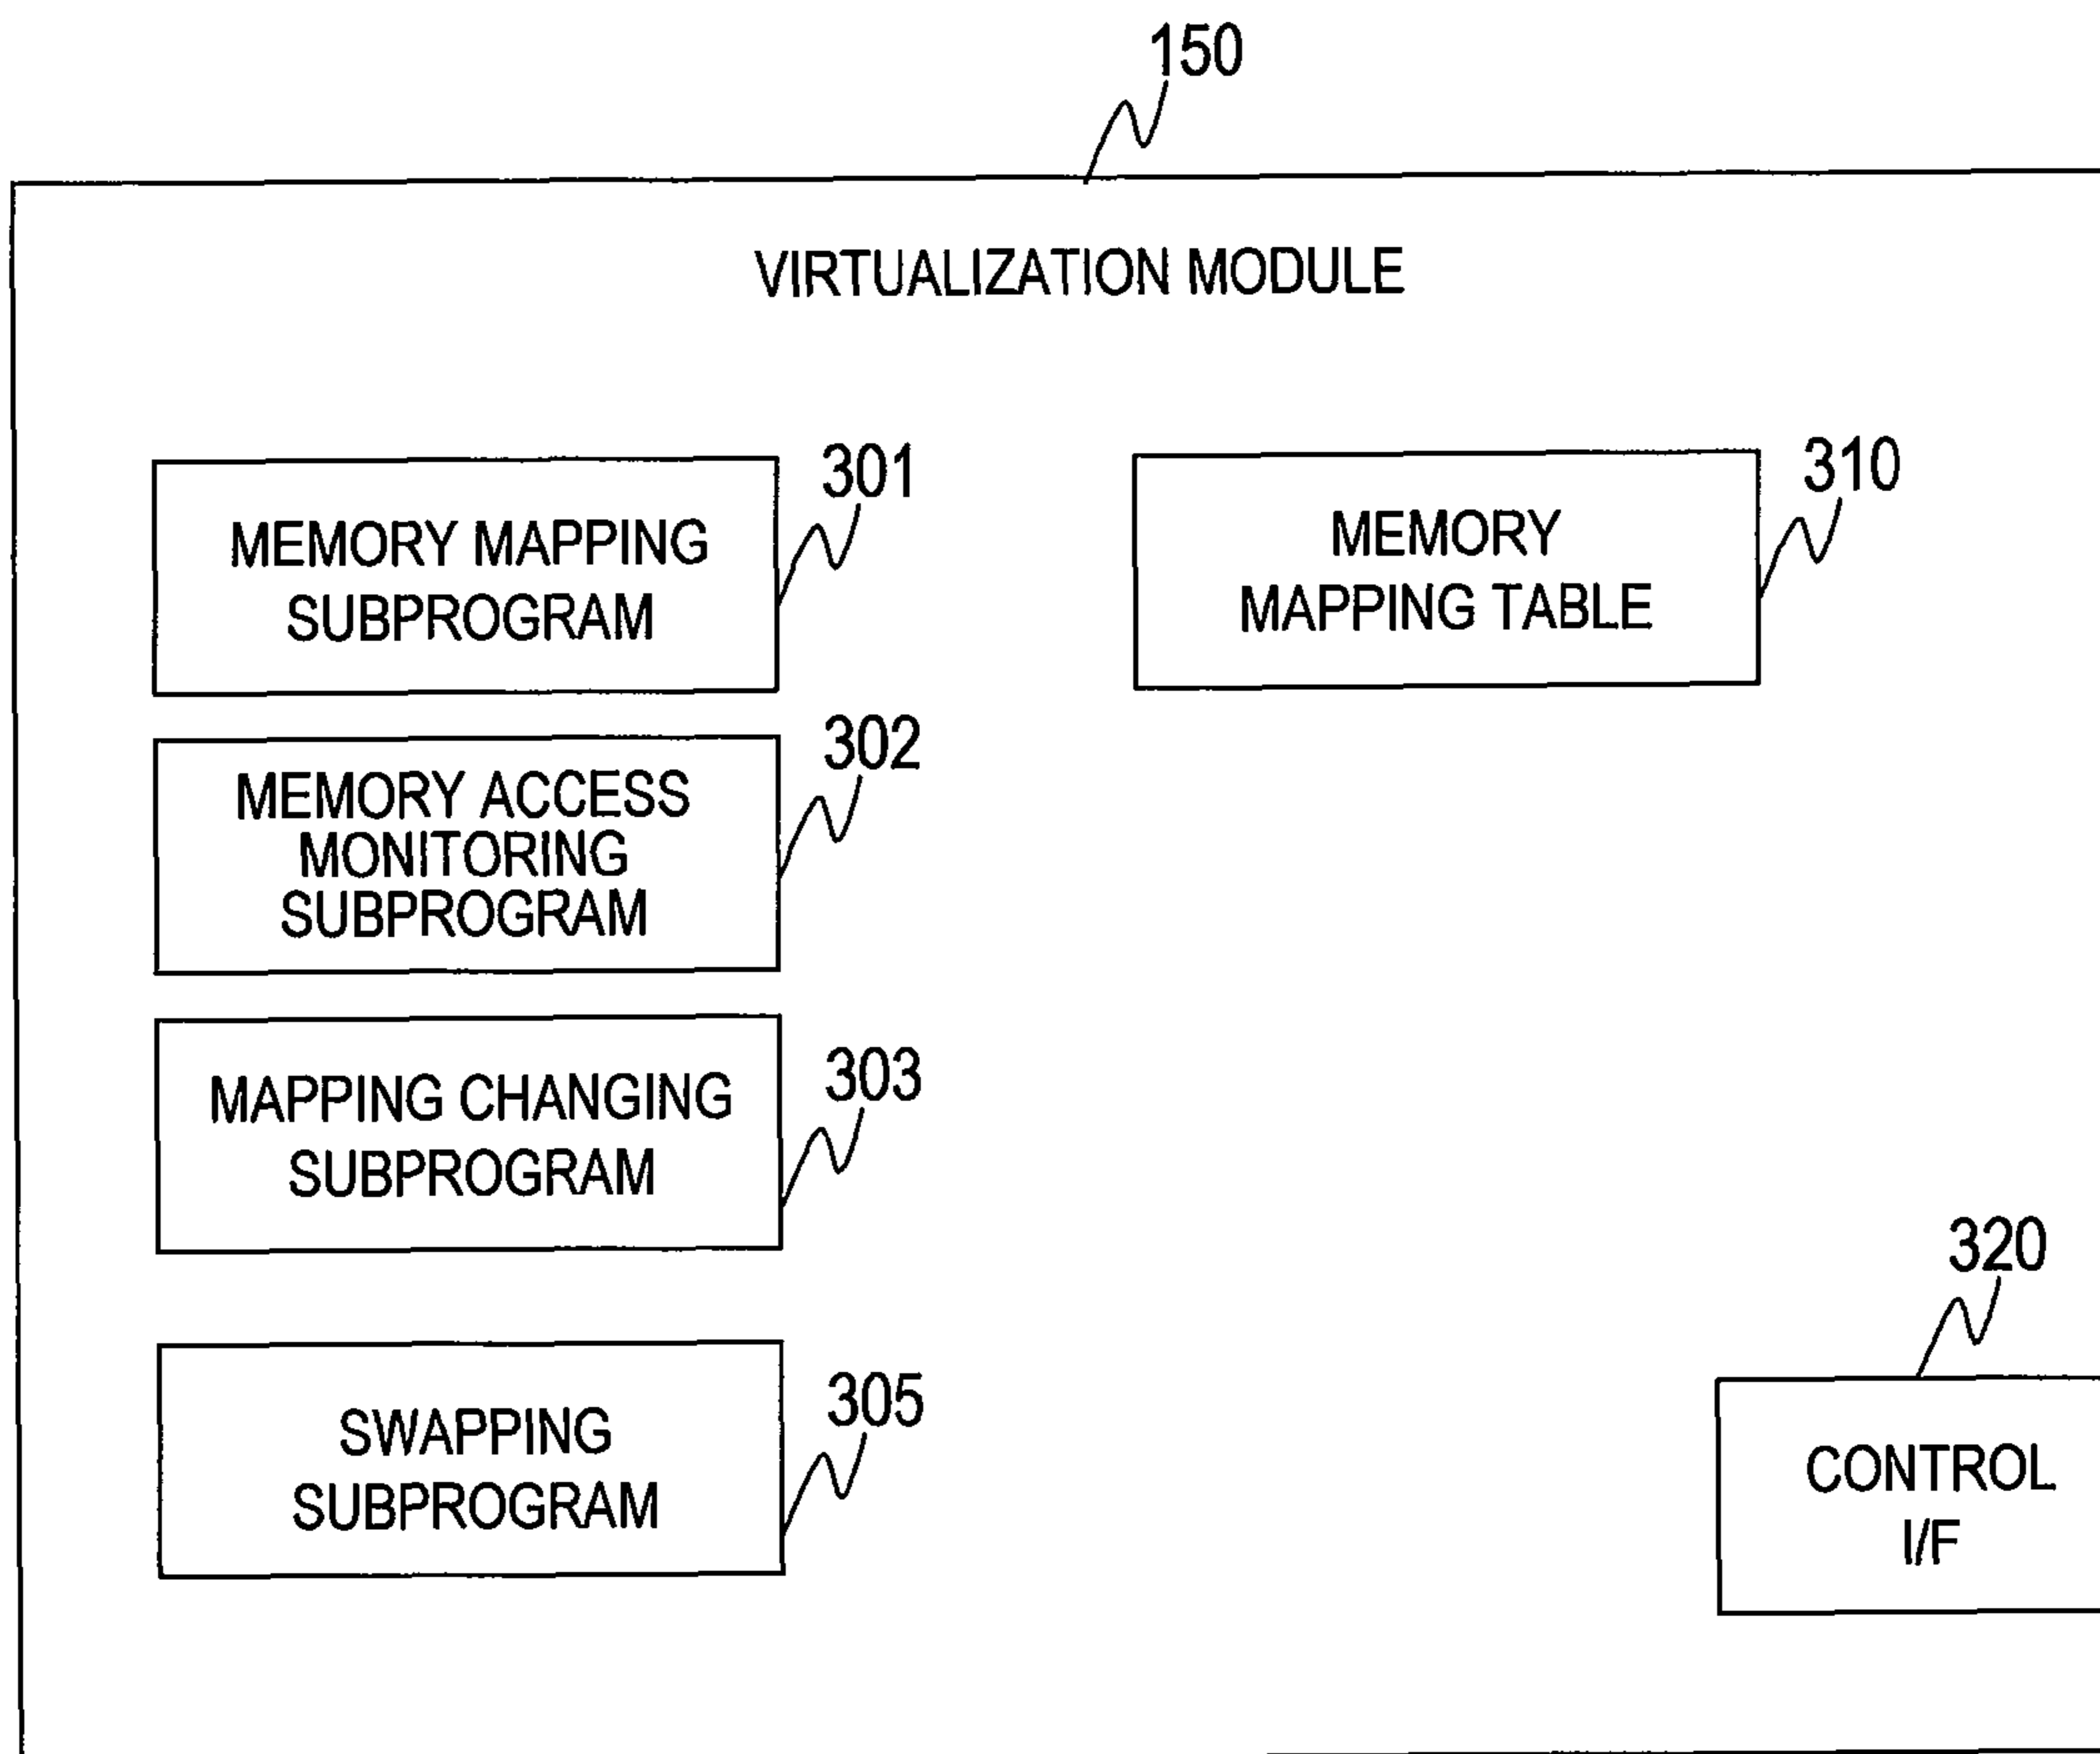 150
VIRTUALIZATION MODULE
301
MEMORY MAPPING
SUBPROGRAM
310
MEMORY
MAPPING TABLE
302
MEMORY ACCESS
MONITORING
SUBPROGRAM
303
MAPPING CHANGING
SUBPROGRAM
320
305
SWAPPING
SUBPROGRAM
CONTROL
I/F